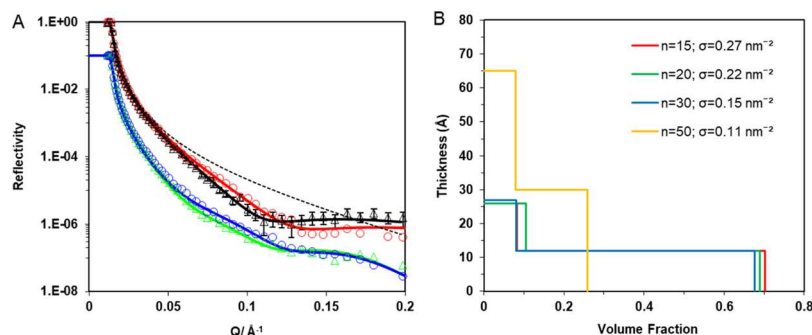 A
1.E+00
1.E-02
1.E-04
1.E-06
1.E-08
Reflectivity
0 0.05 0.1 0.15 0.2
Q/ Å⁻¹
B
80
70
60
50
40
30
20
10
0
Thickness (Å)
n=15; σ=0.27 nm⁻²
n=20; σ=0.22 nm⁻²
n=30; σ=0.15 nm⁻²
n=50; σ=0.11 nm⁻²
0 0.2 0.4 0.6 0.8
Volume Fraction